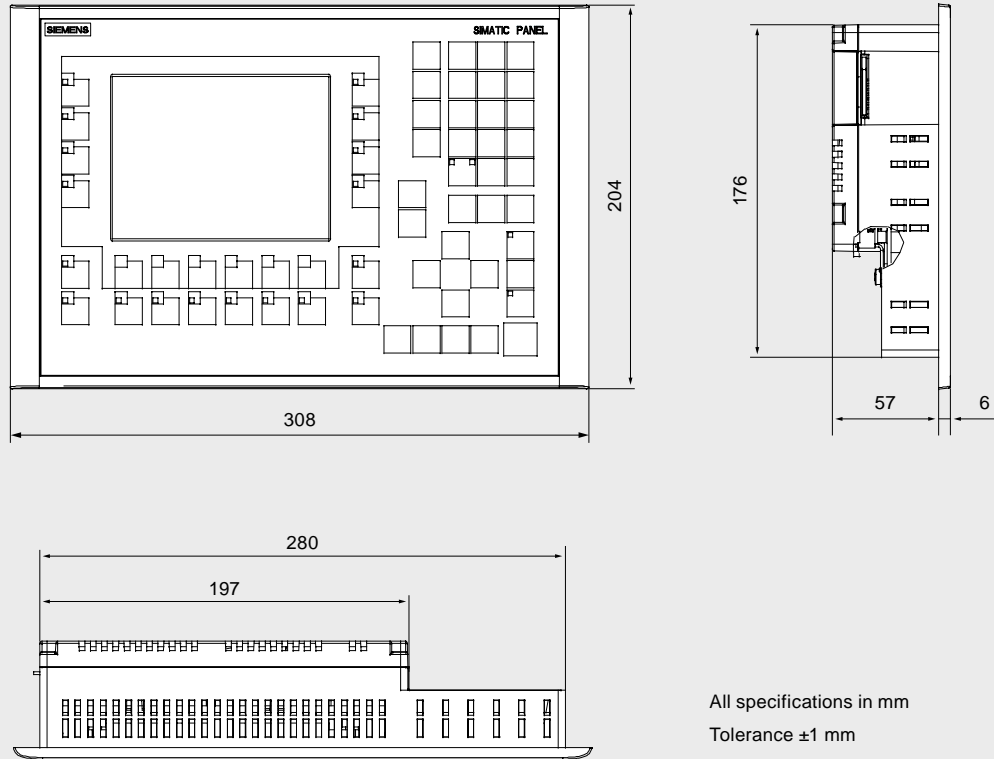 SIEMENS
SIMATIC PANEL
204
308
176
57
6
280
197
All specifications in mm
Tolerance ±1 mm